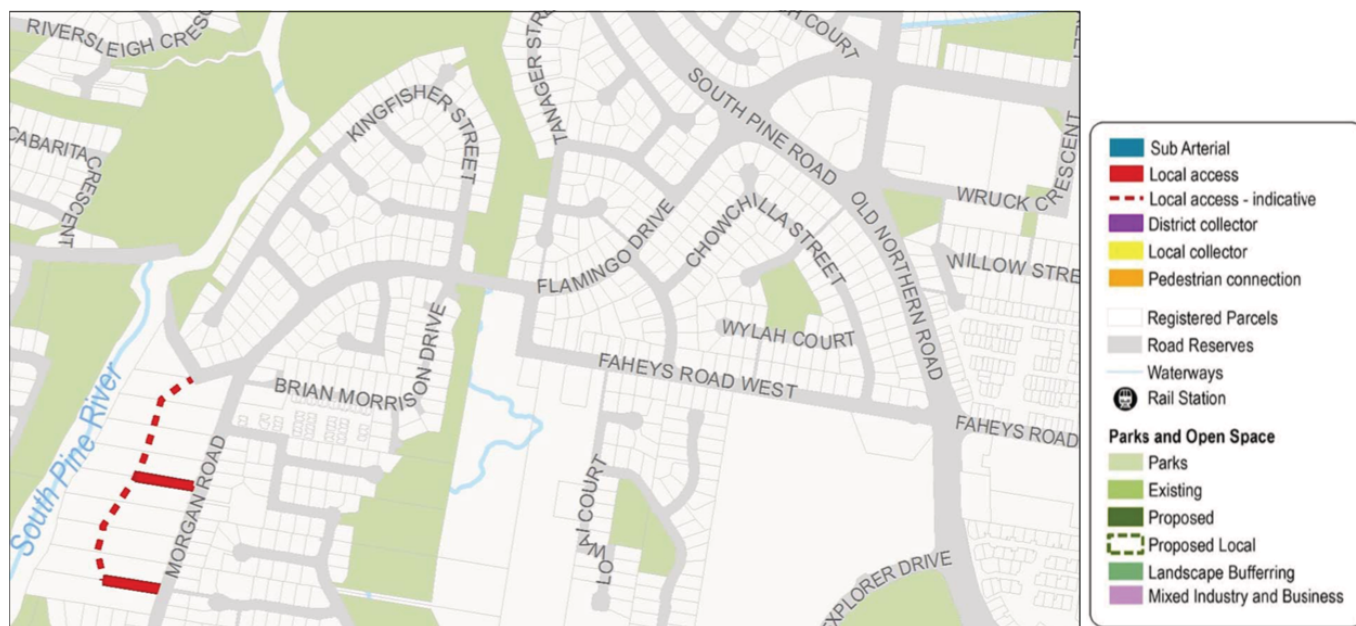 RIVERSLEIGH CRESC
ER COURT
KINGFISHER STREET
TANAGER STREE
SOUTH PINE ROAD
CABARITA CRESCENT
WRUCK CRESCENT
CHOWCHILLA STREET
OLD NORTHERN ROAD
FLAMINGO DRIVE
WILLOW STRE
WYLAH COURT
FAHEYS ROAD WEST
BRIAN MORRISON DRIVE
FAHEYS ROAD
South Pine River
MORGAN ROAD
LOWAI COURT
EXPLORER DRIVE
Sub Arterial
Local access
Local access - indicative
District collector
Local collector
Pedestrian connection
Registered Parcels
Road Reserves
Waterways
Rail Station
Parks and Open Space
Parks
Existing
Proposed
Proposed Local
Landscape Bufferring
Mixed Industry and Business